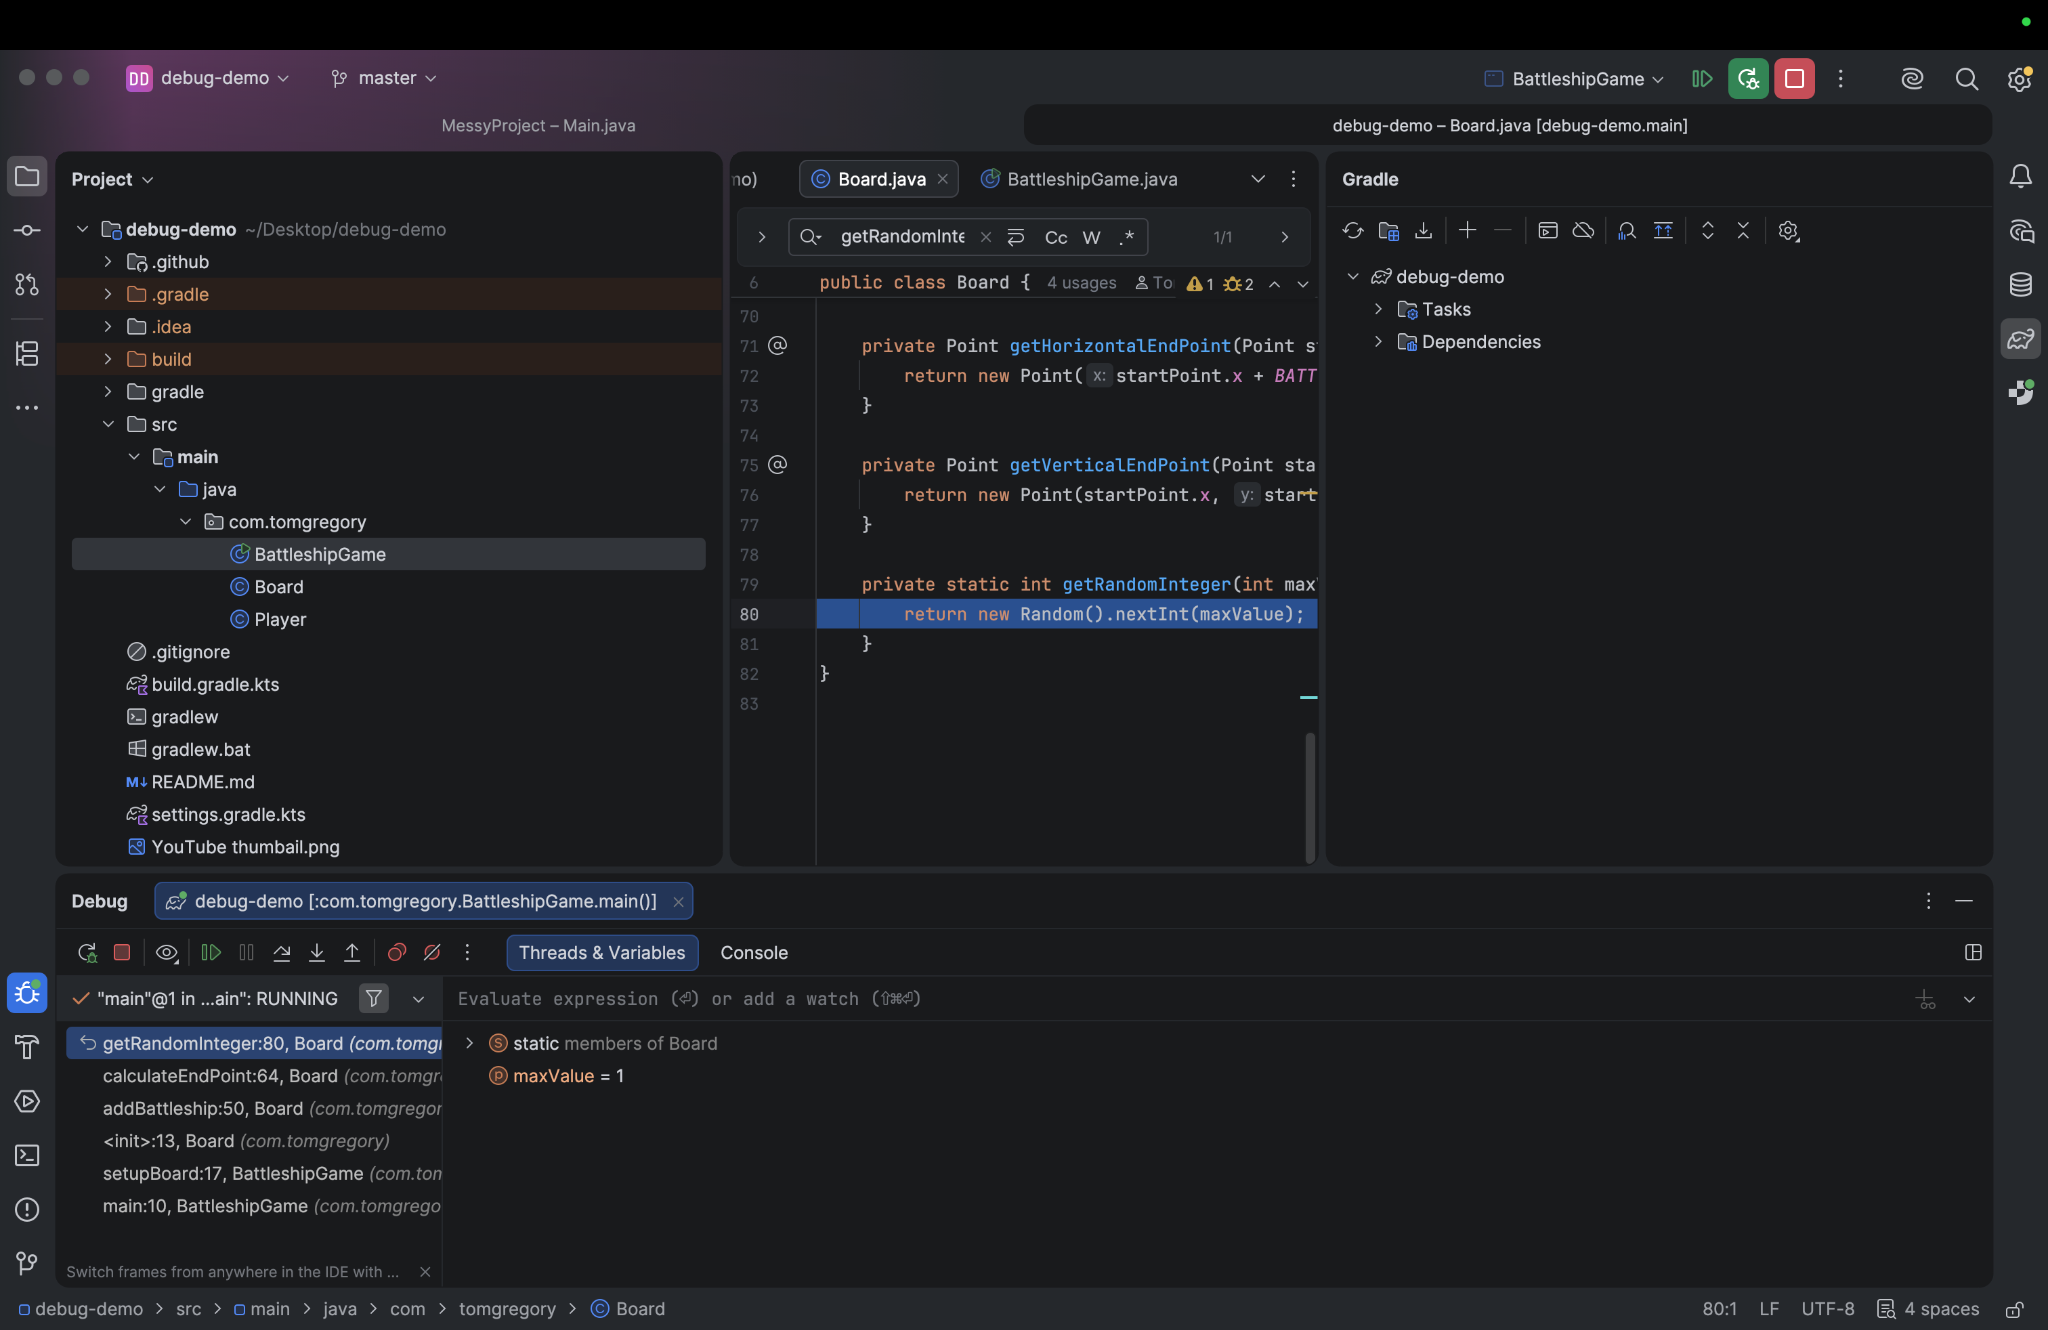 DD debug-demo master BattleshipGame
MessyProject – Main.java debug-demo – Board.java [debug-demo.main]
Project
debug-demo ~/Desktop/debug-demo
.github
.gradle
.idea
build
gradle
src
main
java
com.tomgregory
BattleshipGame
Board
Player
.gitignore
build.gradle.kts
gradlew
gradlew.bat
M↓ README.md
settings.gradle.kts
YouTube thumbail.png
mo) Board.java BattleshipGame.java
getRandomInte Cc W .* 1/1
6 public class Board { 4 usages To 1 2
70
71 @ private Point getHorizontalEndPoint(Point s
72 return new Point( x: startPoint.x + BATT
73 }
74
75 @ private Point getVerticalEndPoint(Point sta
76 return new Point(startPoint.x, y: start
77 }
78
79 private static int getRandomInteger(int max
80 return new Random().nextInt(maxValue);
81 }
82 }
83
Gradle
debug-demo
Tasks
Dependencies
Debug debug-demo [:com.tomgregory.BattleshipGame.main()]
Threads & Variables Console
"main"@1 in ...ain": RUNNING
getRandomInteger:80, Board (com.tomgr
calculateEndPoint:64, Board (com.tomgre
addBattleship:50, Board (com.tomgregor
<init>:13, Board (com.tomgregory)
setupBoard:17, BattleshipGame (com.tom
main:10, BattleshipGame (com.tomgrego
Switch frames from anywhere in the IDE with ...
Evaluate expression (⏎) or add a watch (⇧⌘⏎)
static members of Board
maxValue = 1
debug-demo > src > main > java > com > tomgregory > Board 80:1 LF UTF-8 4 spaces